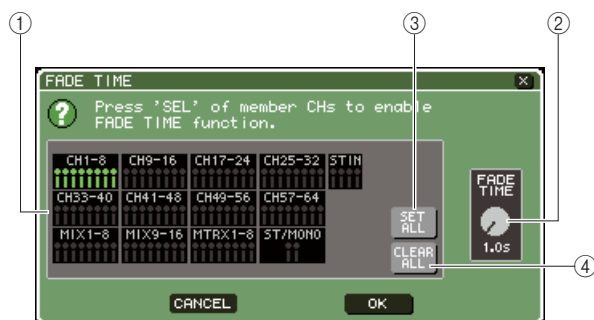 ① ③ ②
FADE TIME
Press 'SEL' of member CHs to enable
FADE TIME function.
CH1-8 CH9-16 CH17-24 CH25-32 STIN
CH33-40 CH41-48 CH49-56 CH57-64
MIX1-8 MIX9-16 MTRX1-8 ST/MONO
SET
ALL
CLEAR
ALL
FADE
TIME
1.0s
④
CANCEL OK